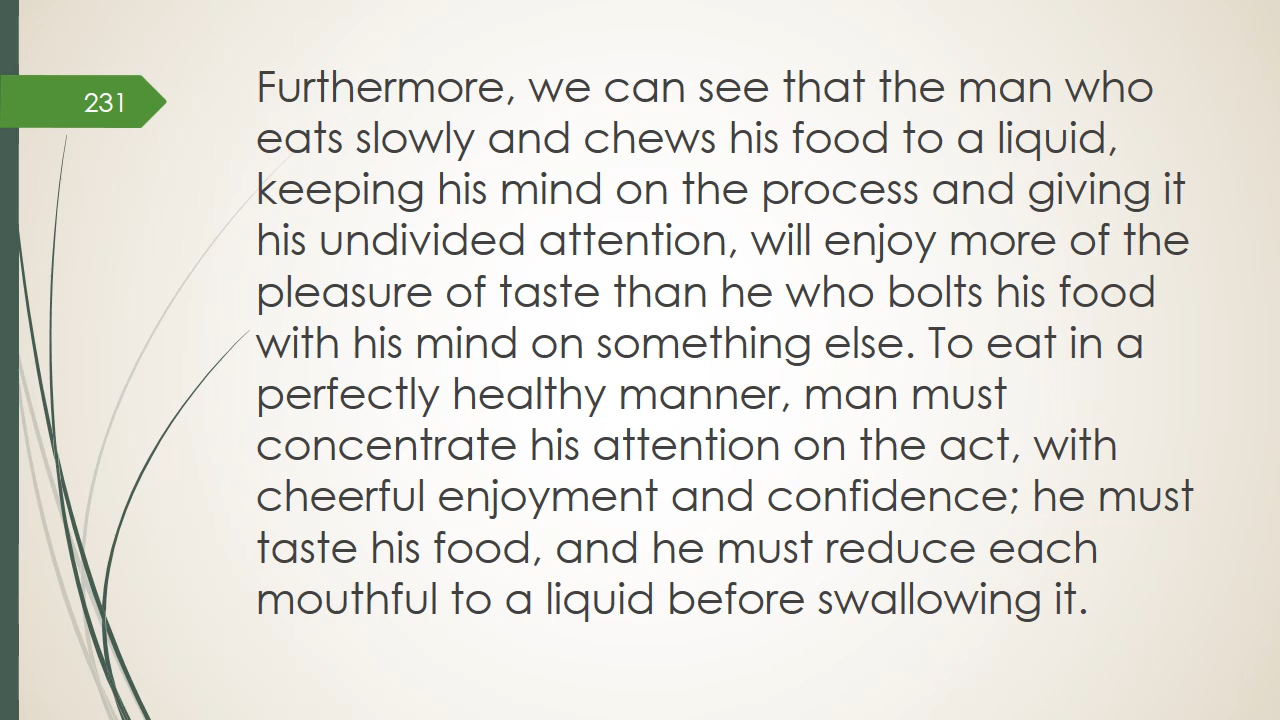 231
Furthermore, we can see that the man who
eats slowly and chews his food to a liquid,
keeping his mind on the process and giving it
his undivided attention, will enjoy more of the
pleasure of taste than he who bolts his food
with his mind on something else. To eat in a
perfectly healthy manner, man must
concentrate his attention on the act, with
cheerful enjoyment and confidence; he must
taste his food, and he must reduce each
mouthful to a liquid before swallowing it.